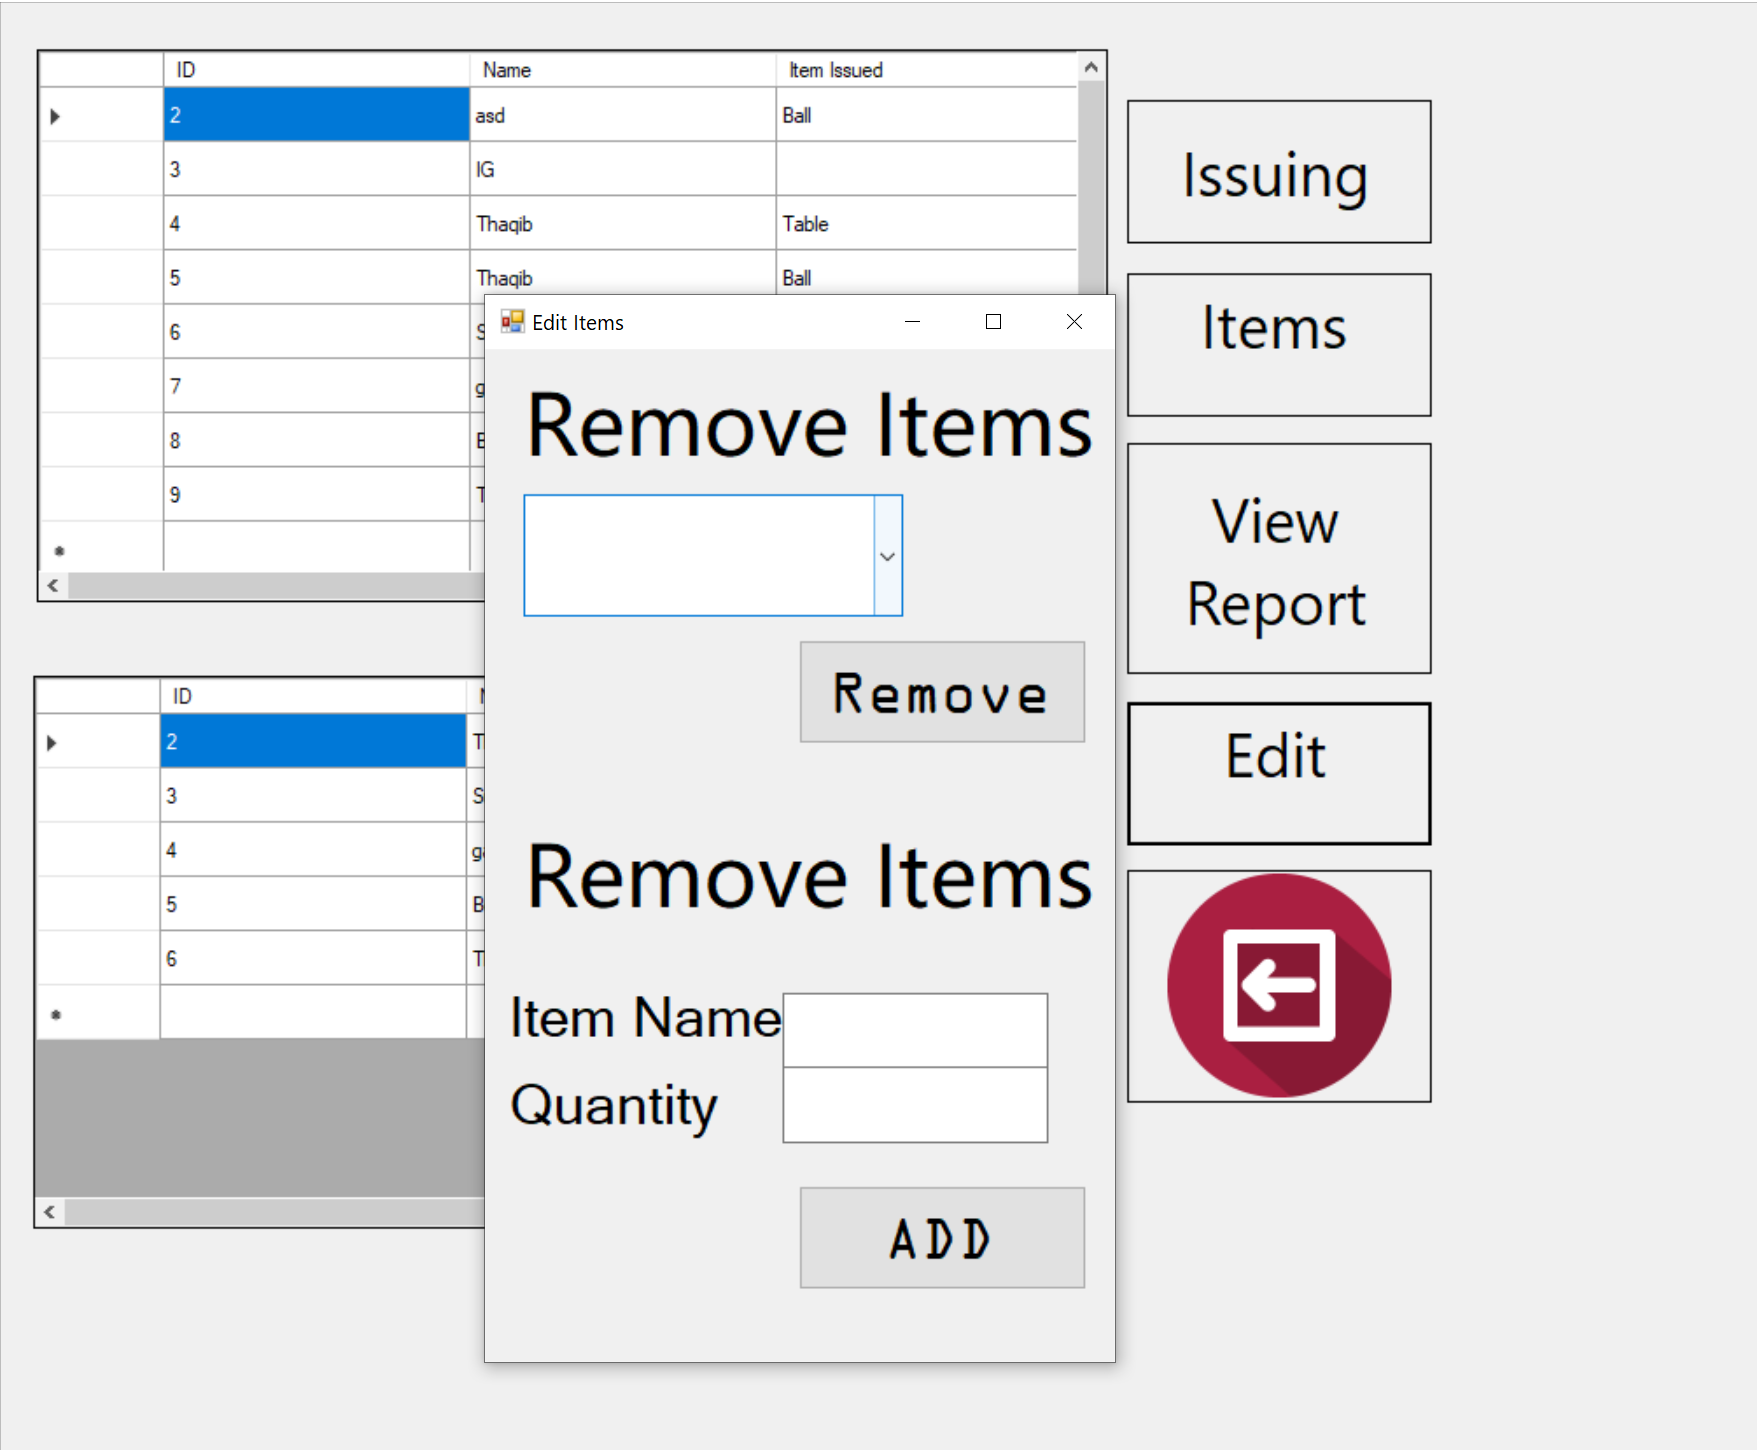 ID Name Item Issued
2 asd Ball
3 IG
4 Thaqib Table
5 Thaqib Ball
6
7
8
9
Issuing
Items
View
Report
Edit
Edit Items
Remove Items
Remove
Remove Items
Item Name
Quantity
ADD
ID
2
3
4
5
6